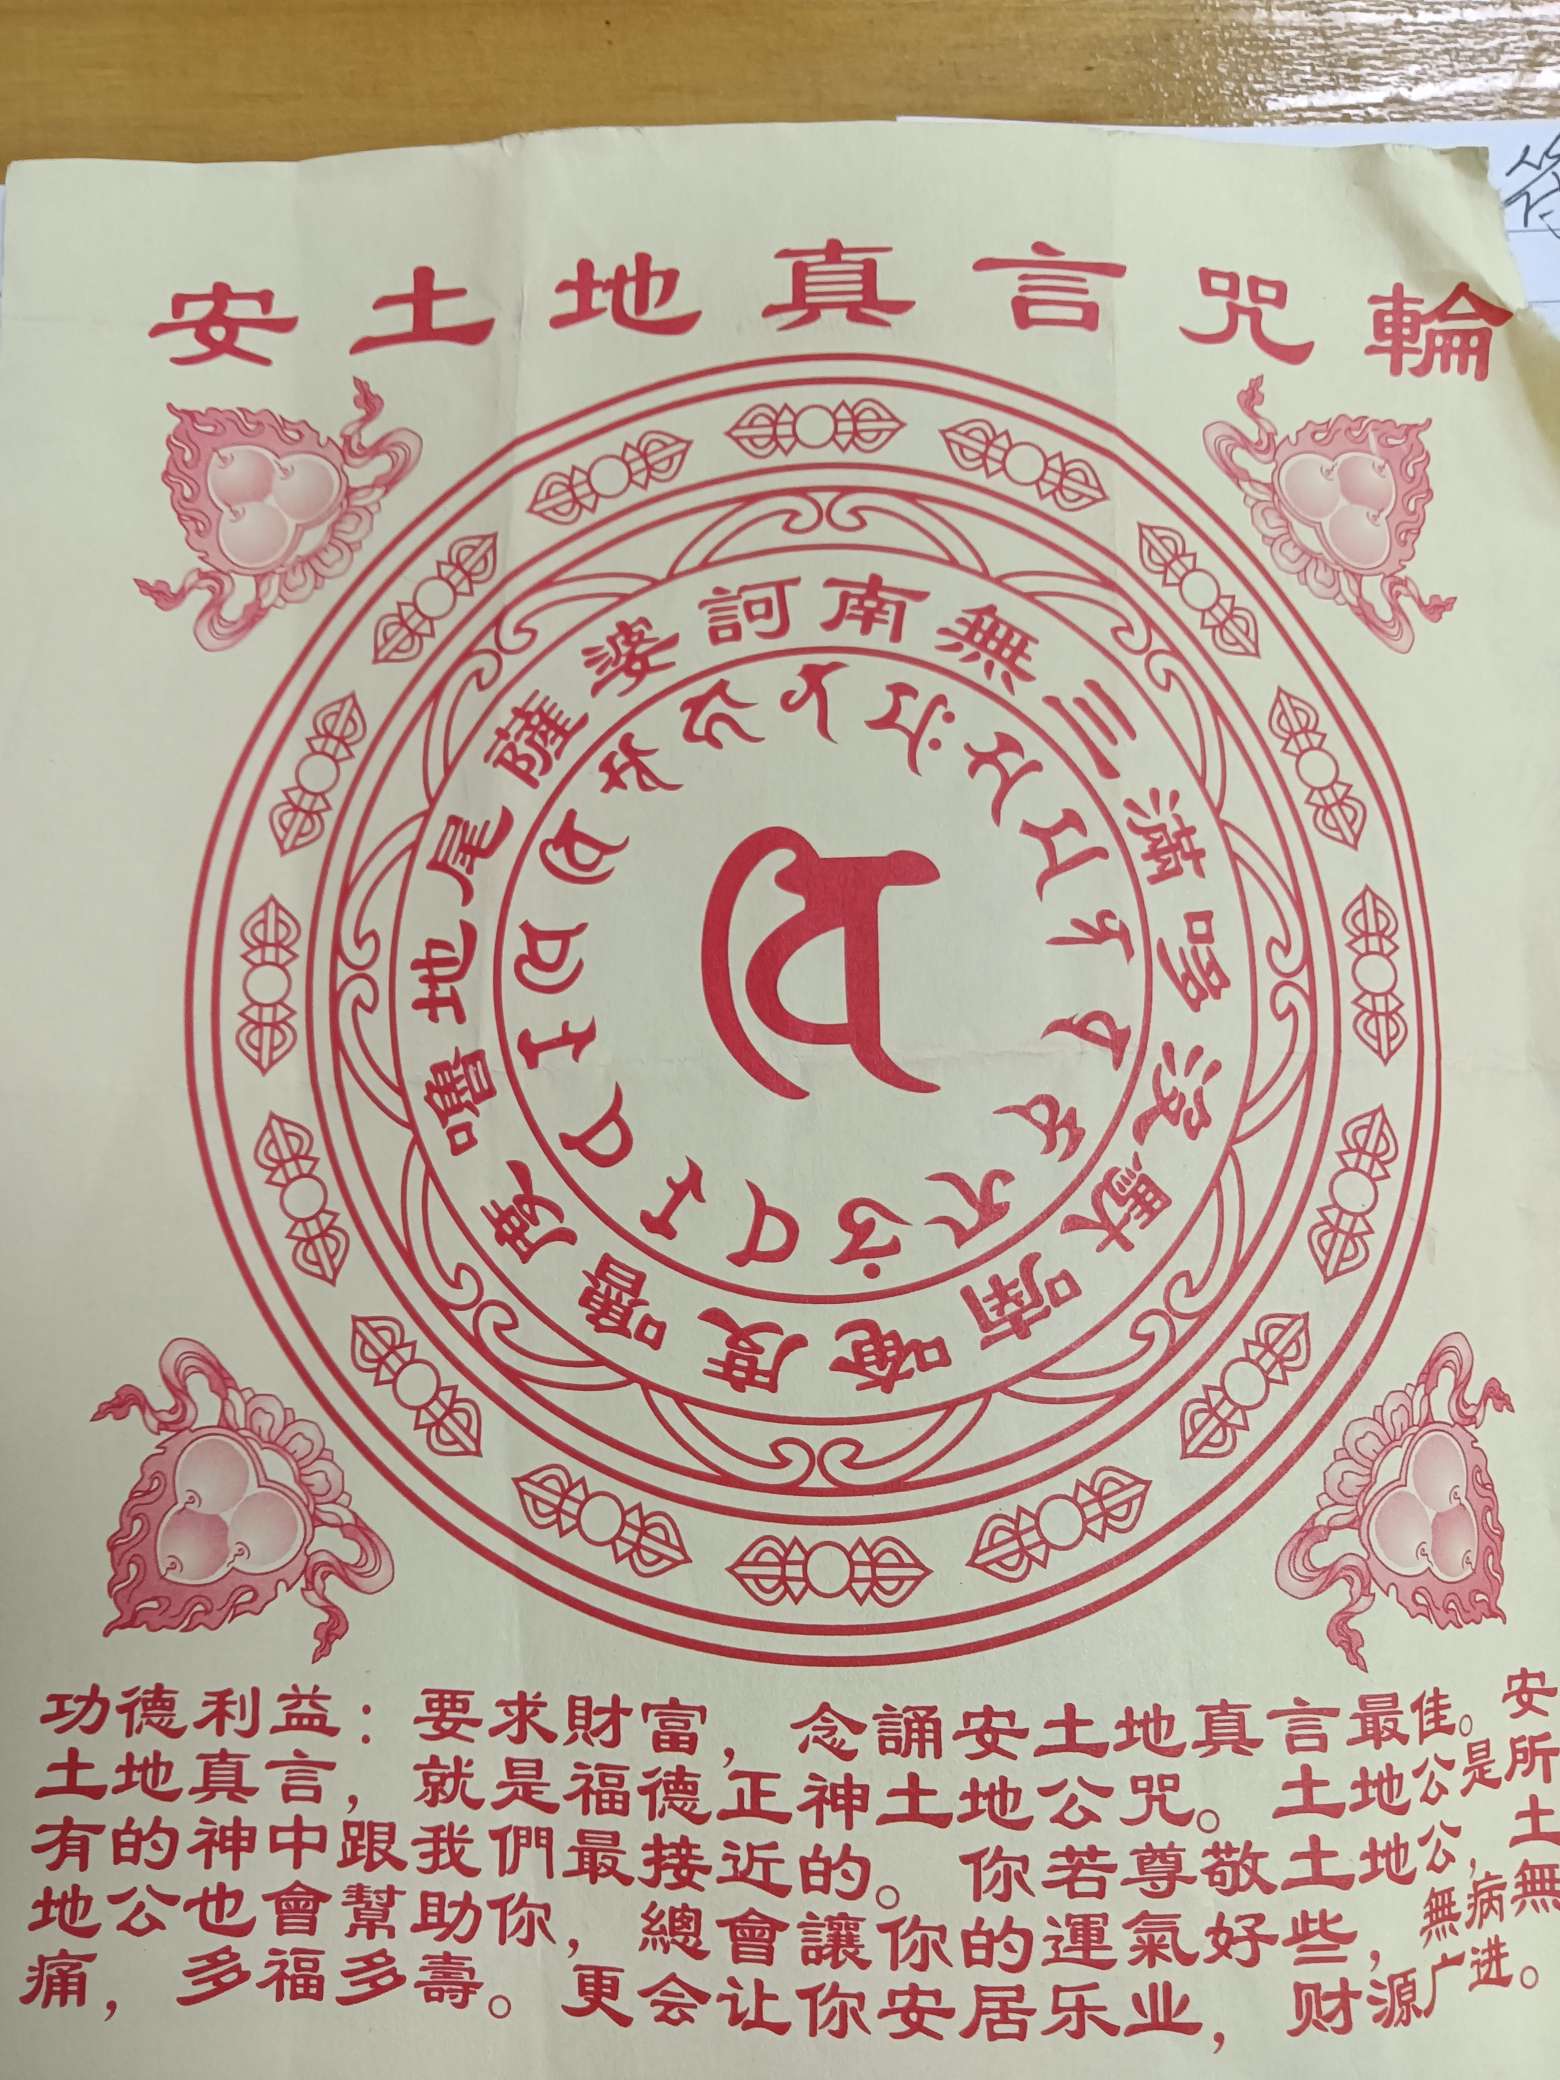 安土地真言咒輪
南無三滿哆沒馱喃唵度嚕度嚕地尾薩婆訶
功德利益：要求財富，念誦安土地真言最佳。安
土地真言，就是福德正神土地公咒。土地公是所
有的神中跟我們最接近的。你若尊敬土地公，土
地公也會幫助你，總會讓你的運氣好些，無病無
痛，多福多壽。更会让你安居乐业，财源广进。